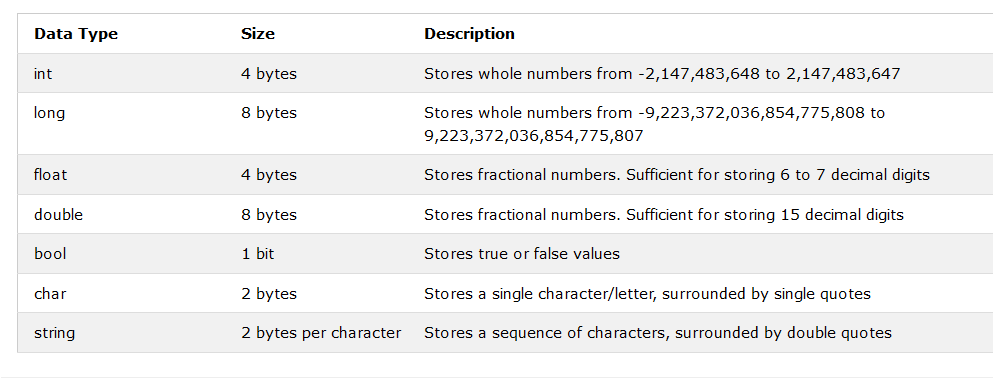 Data Type Size Description
int 4 bytes Stores whole numbers from -2,147,483,648 to 2,147,483,647
long 8 bytes Stores whole numbers from -9,223,372,036,854,775,808 to
9,223,372,036,854,775,807
float 4 bytes Stores fractional numbers. Sufficient for storing 6 to 7 decimal digits
double 8 bytes Stores fractional numbers. Sufficient for storing 15 decimal digits
bool 1 bit Stores true or false values
char 2 bytes Stores a single character/letter, surrounded by single quotes
string 2 bytes per character Stores a sequence of characters, surrounded by double quotes